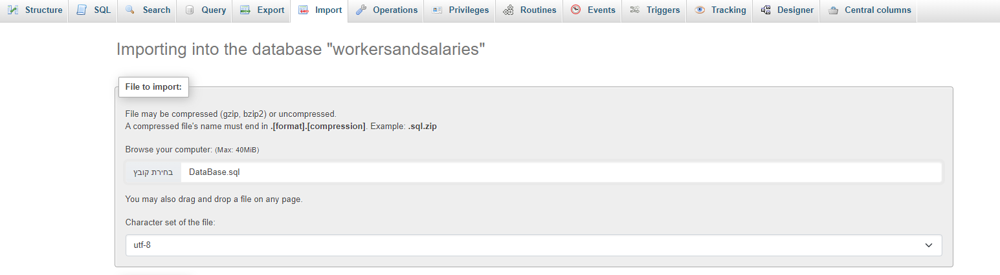 Structure SQL Search Query Export Import Operations Privileges Routines Events Triggers Tracking Designer Central columns
Importing into the database "workersandsalaries"
File to import:
File may be compressed (gzip, bzip2) or uncompressed.
A compressed file's name must end in .[format].[compression]. Example: .sql.zip
Browse your computer: (Max: 40MiB)
בחירת קובץ DataBase.sql
You may also drag and drop a file on any page.
Character set of the file:
utf-8